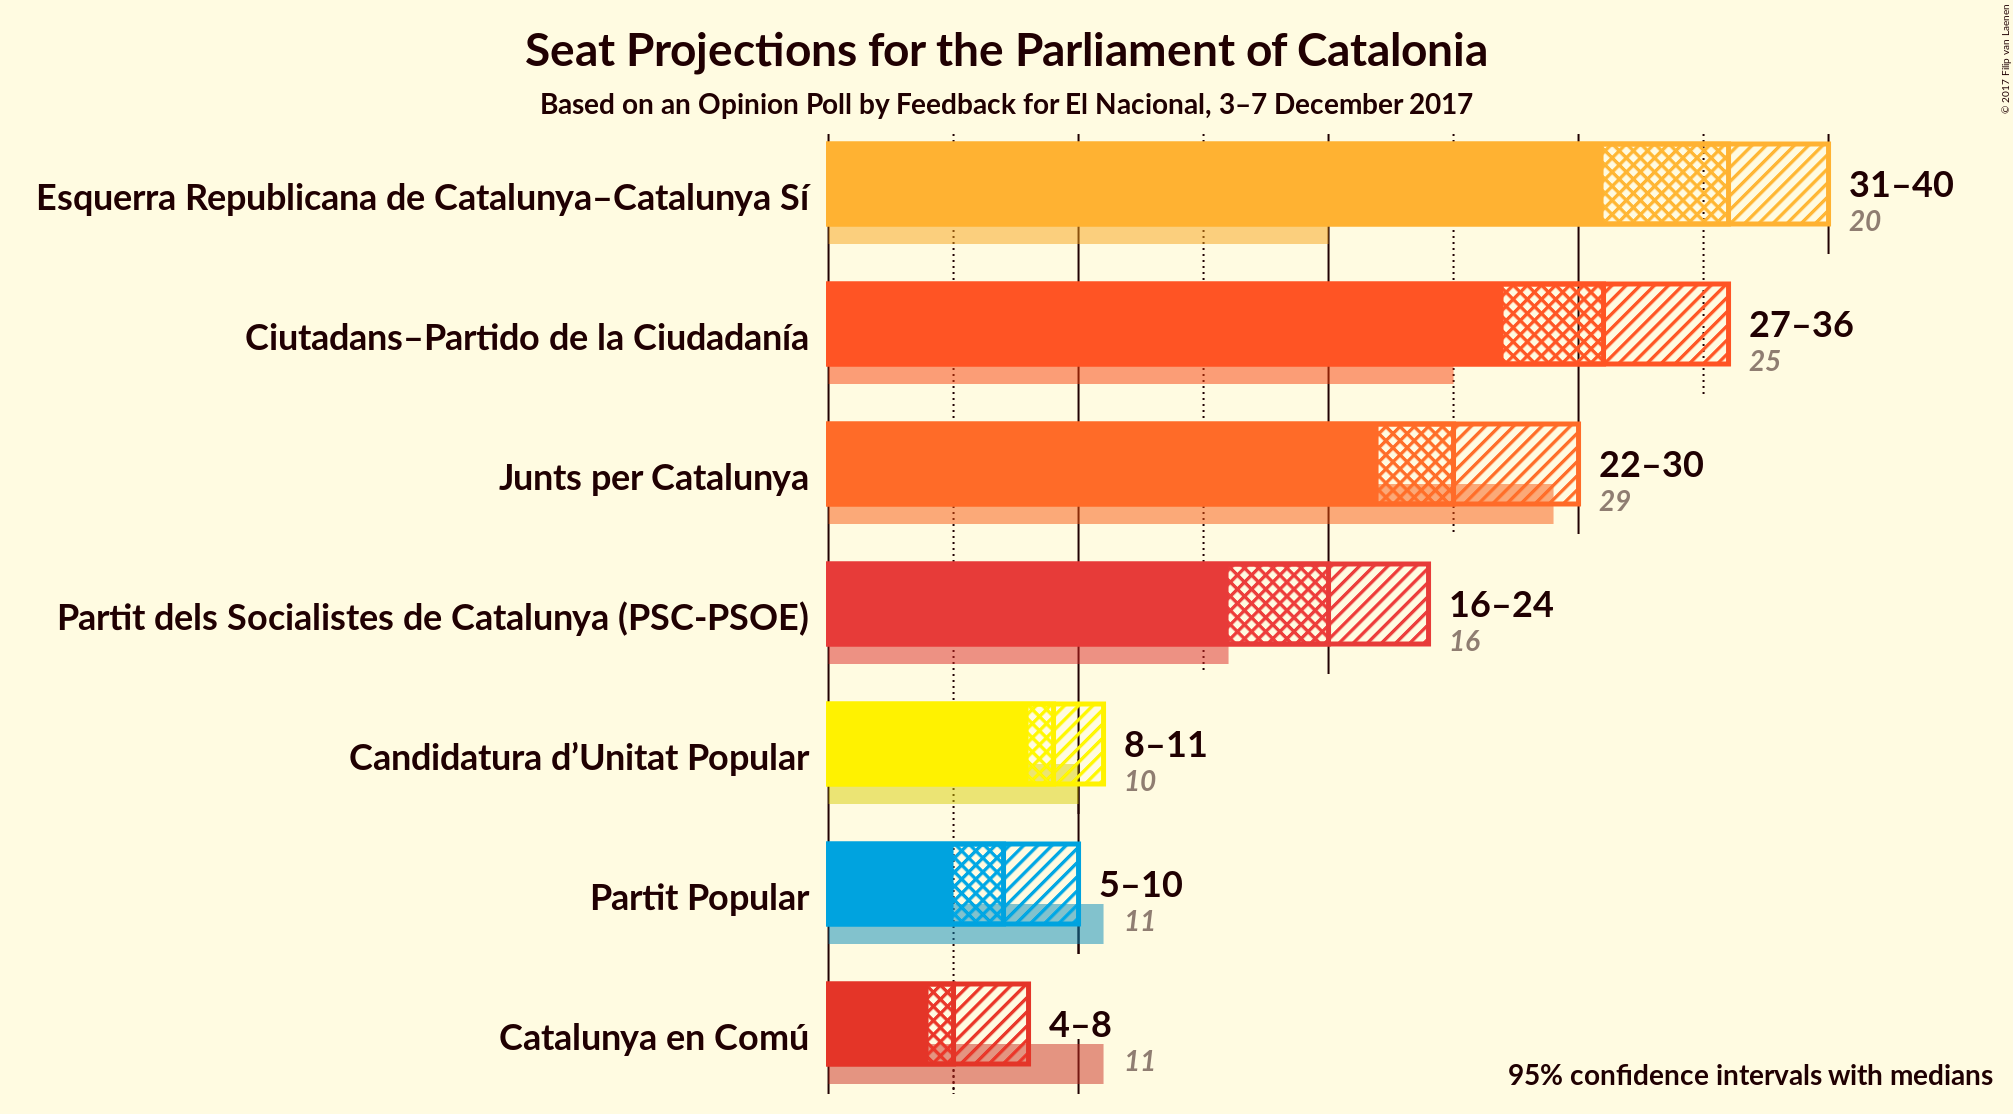 Seat Projections for the Parliament of Catalonia
Based on an Opinion Poll by Feedback for El Nacional, 3–7 December 2017
© 2017 Filip van Laenen
Esquerra Republicana de Catalunya–Catalunya Sí
31–40
20
Ciutadans–Partido de la Ciudadanía
27–36
25
Junts per Catalunya
22–30
29
Partit dels Socialistes de Catalunya (PSC-PSOE)
16–24
16
Candidatura d’Unitat Popular
8–11
10
Partit Popular
5–10
11
Catalunya en Comú
4–8
11
95% confidence intervals with medians